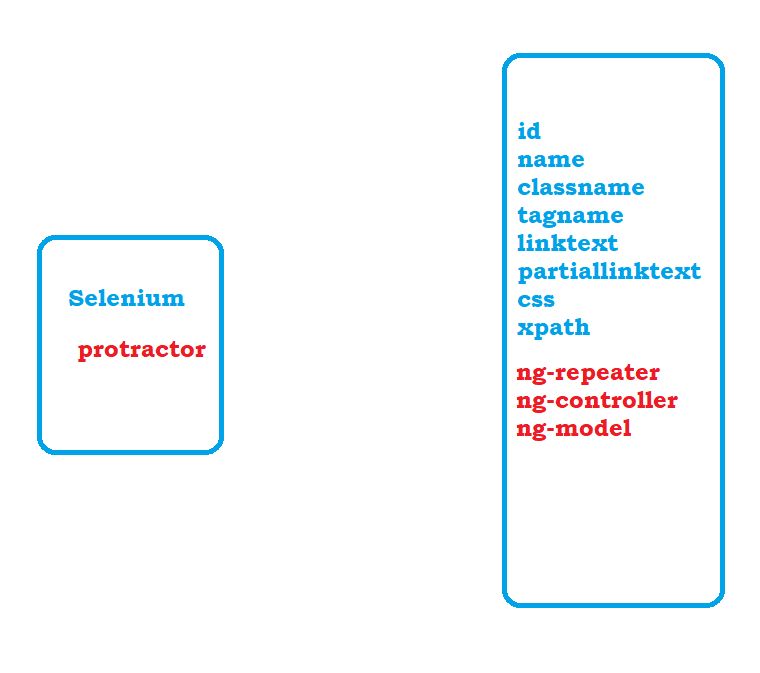 Selenium
protractor
id
name
classname
tagname
linktext
partiallinktext
css
xpath
ng-repeater
ng-controller
ng-model